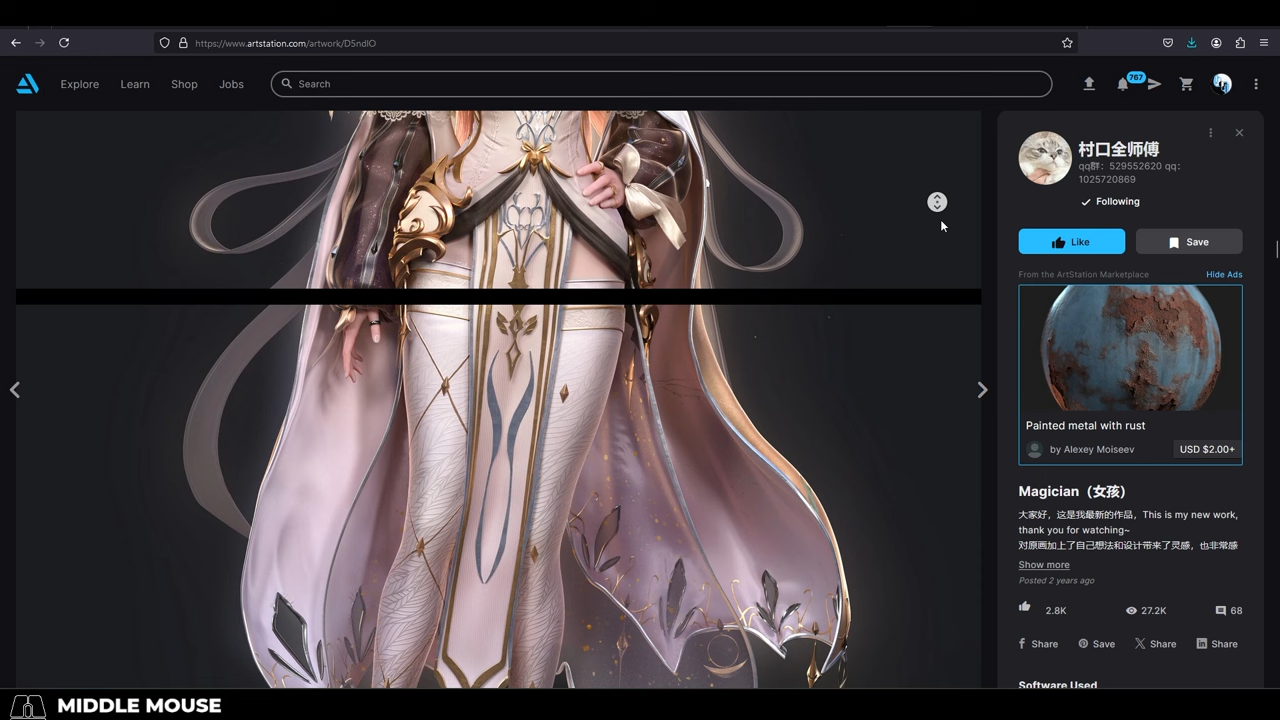 https://www.artstation.com/artwork/D5ndlO
Explore
Learn
Shop
Jobs
Search
767
村口全师傅
qq群：529552620 qq：
1025720869
Following
Like
Save
From the ArtStation Marketplace
Hide Ads
Painted metal with rust
by Alexey Moiseev
USD $2.00+
Magician（女孩）
大家好，这是我最新的作品，This is my new work,
thank you for watching~
对原画加上了自己想法和设计带来了灵感，也非常感
Show more
Posted 2 years ago
2.8K
27.2K
68
Share
Save
Share
Share
Software Used
MIDDLE MOUSE